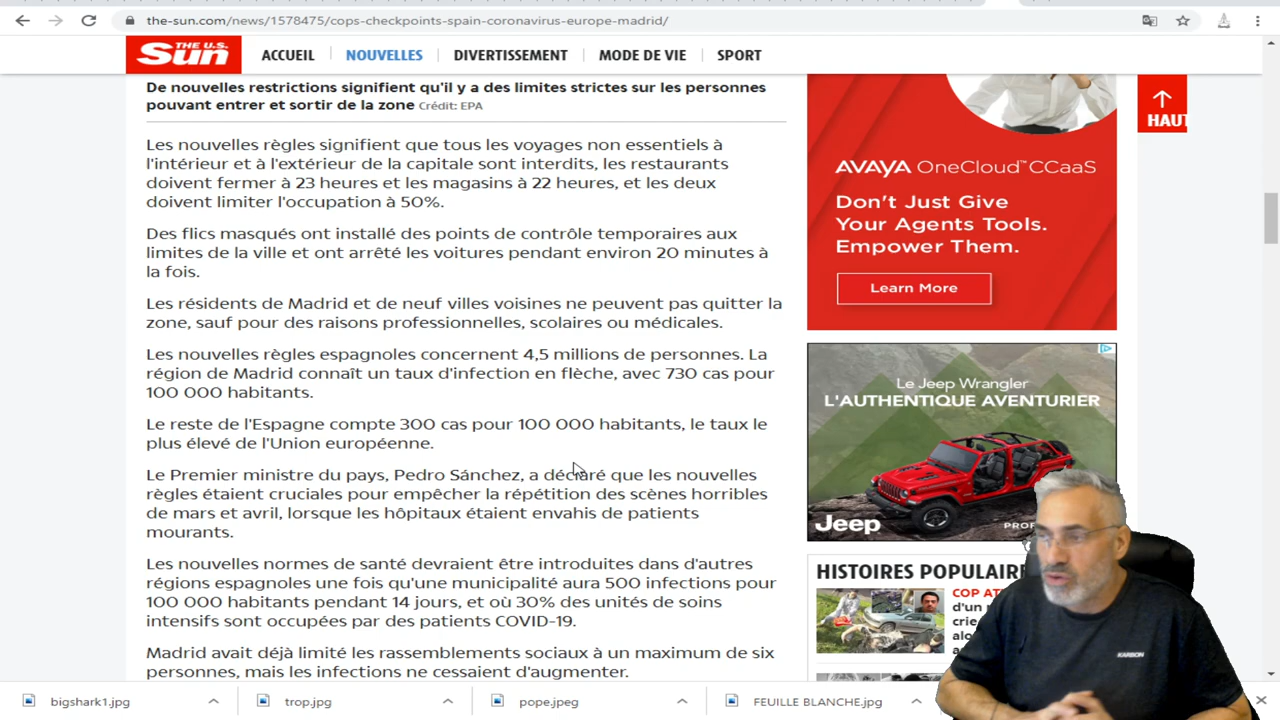 the-sun.com/news/1578475/cops-checkpoints-spain-coronavirus-europe-madrid/
THE U.S.
Sun
ACCUEIL
NOUVELLES
DIVERTISSEMENT
MODE DE VIE
SPORT
De nouvelles restrictions signifient qu'il y a des limites strictes sur les personnes
pouvant entrer et sortir de la zone Crédit: EPA
Les nouvelles règles signifient que tous les voyages non essentiels à
l'intérieur et à l'extérieur de la capitale sont interdits, les restaurants
doivent fermer à 23 heures et les magasins à 22 heures, et les deux
doivent limiter l'occupation à 50%.
Des flics masqués ont installé des points de contrôle temporaires aux
limites de la ville et ont arrêté les voitures pendant environ 20 minutes à
la fois.
Les résidents de Madrid et de neuf villes voisines ne peuvent pas quitter la
zone, sauf pour des raisons professionnelles, scolaires ou médicales.
Les nouvelles règles espagnoles concernent 4,5 millions de personnes. La
région de Madrid connaît un taux d'infection en flèche, avec 730 cas pour
100 000 habitants.
Le reste de l'Espagne compte 300 cas pour 100 000 habitants, le taux le
plus élevé de l'Union européenne.
Le Premier ministre du pays, Pedro Sánchez, a déclaré que les nouvelles
règles étaient cruciales pour empêcher la répétition des scènes horribles
de mars et avril, lorsque les hôpitaux étaient envahis de patients
mourants.
Les nouvelles normes de santé devraient être introduites dans d'autres
régions espagnoles une fois qu'une municipalité aura 500 infections pour
100 000 habitants pendant 14 jours, et où 30% des unités de soins
intensifs sont occupées par des patients COVID-19.
Madrid avait déjà limité les rassemblements sociaux à un maximum de six
personnes, mais les infections ne cessaient d'augmenter.
HAUT
AVAYA OneCloud™CCaaS
Don't Just Give
Your Agents Tools.
Empower Them.
Learn More
Le Jeep Wrangler
L'AUTHENTIQUE AVENTURIER
Jeep
PROF
HISTOIRES POPULAIRE
COP AT
d'un
crie
alo
KARBON
bigshark1.jpg
trop.jpg
pope.jpeg
FEUILLE BLANCHE.jpg